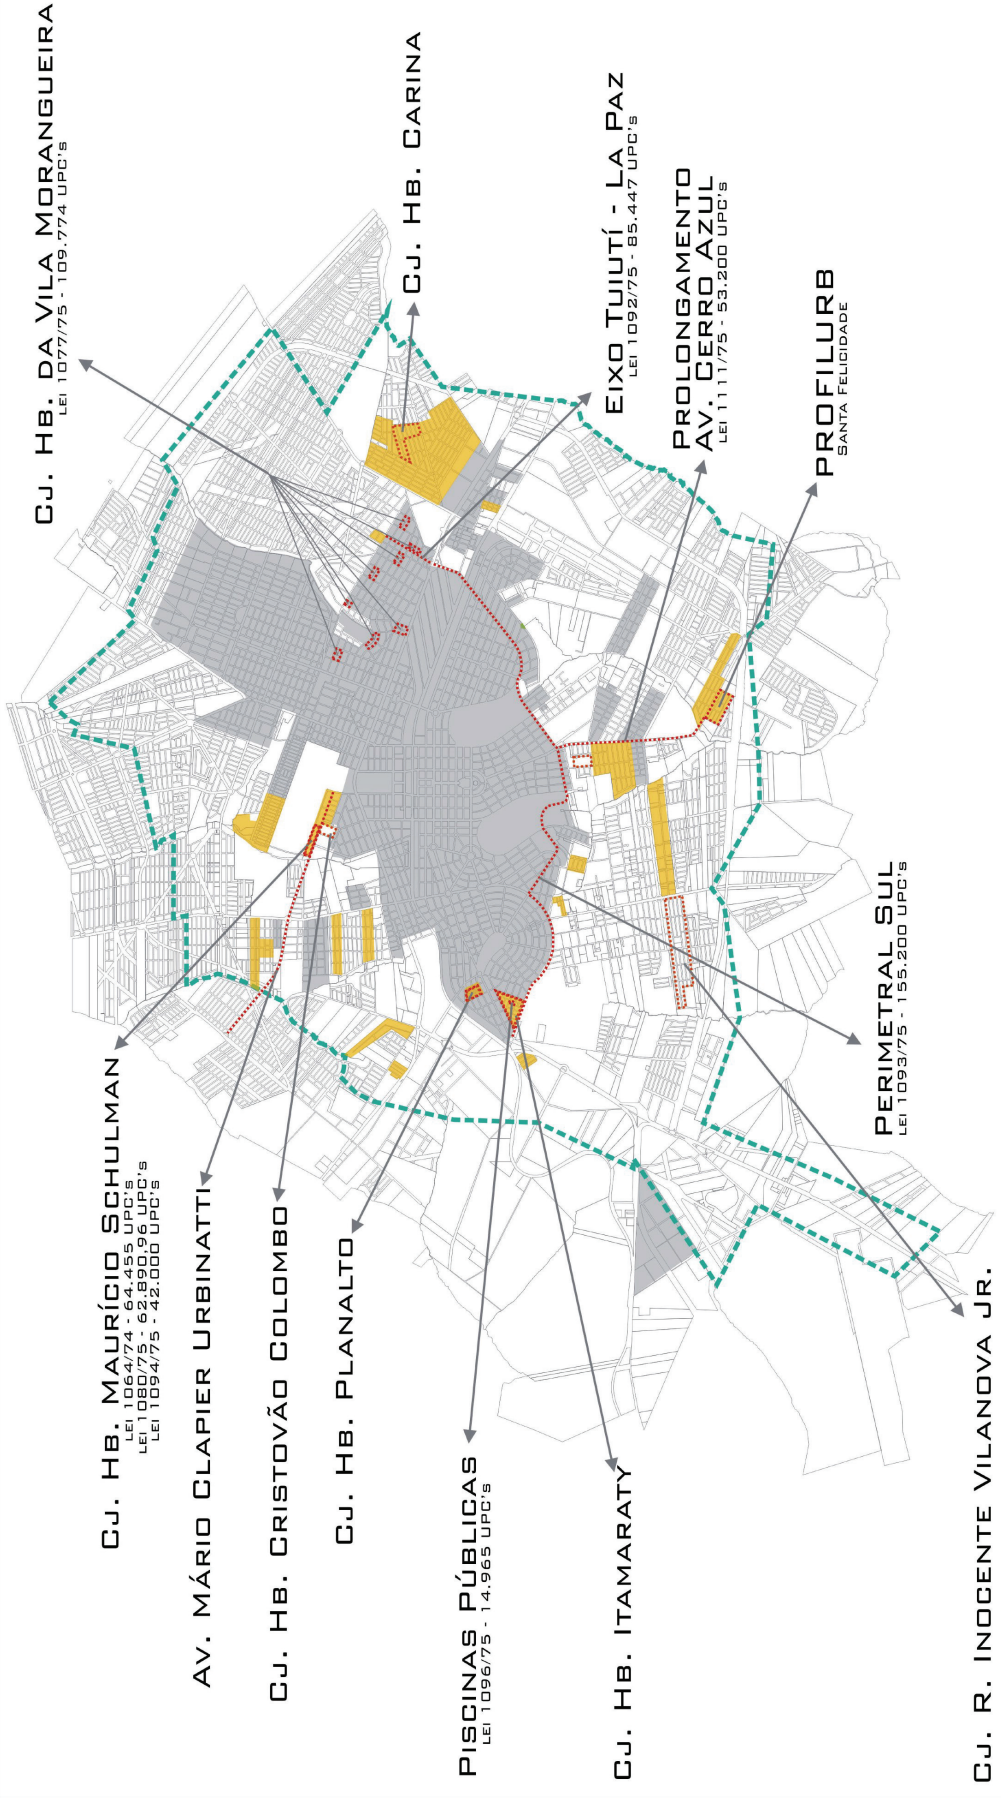 CJ. HB. DA VILA MORANGUEIRA
LEI 1077/75 - 109.774 UPC's
CJ. HB. CARINA
EIXO TUIUTÍ - LA PAZ
LEI 1092/75 - 85.447 UPC's
PROLONGAMENTO
AV. CERRO AZUL
LEI 1111/75 - 53.200 UPC's
PROFILURB
SANTA FELICIDADE
CJ. HB. MAURÍCIO SCHULMAN
LEI 1064/74 - 64.455 UPC's
LEI 1080/75 - 62.890,96 UPC's
LEI 1094/75 - 42.000 UPC's
AV. MÁRIO CLAPIER URBINATTI
CJ. HB. CRISTOVÃO COLOMBO
CJ. HB. PLANALTO
PISCINAS PÚBLICAS
LEI 1096/75 - 14.965 UPC's
CJ. HB. ITAMARATY
PERIMETRAL SUL
LEI 1093/75 - 155.200 UPC's
CJ. R. INOCENTE VILANOVA JR.